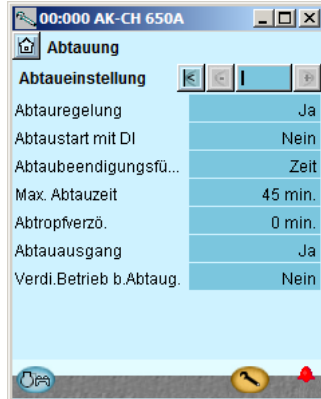 00:000 AK-CH 650A
Abtauung
Abtaueinstellung
Abtauregelung Ja
Abtaustart mit DI Nein
Abtaubeendigungsfü... Zeit
Max. Abtauzeit 45 min.
Abtropfverzö. 0 min.
Abtauausgang Ja
Verdi.Betrieb b.Abtaug. Nein